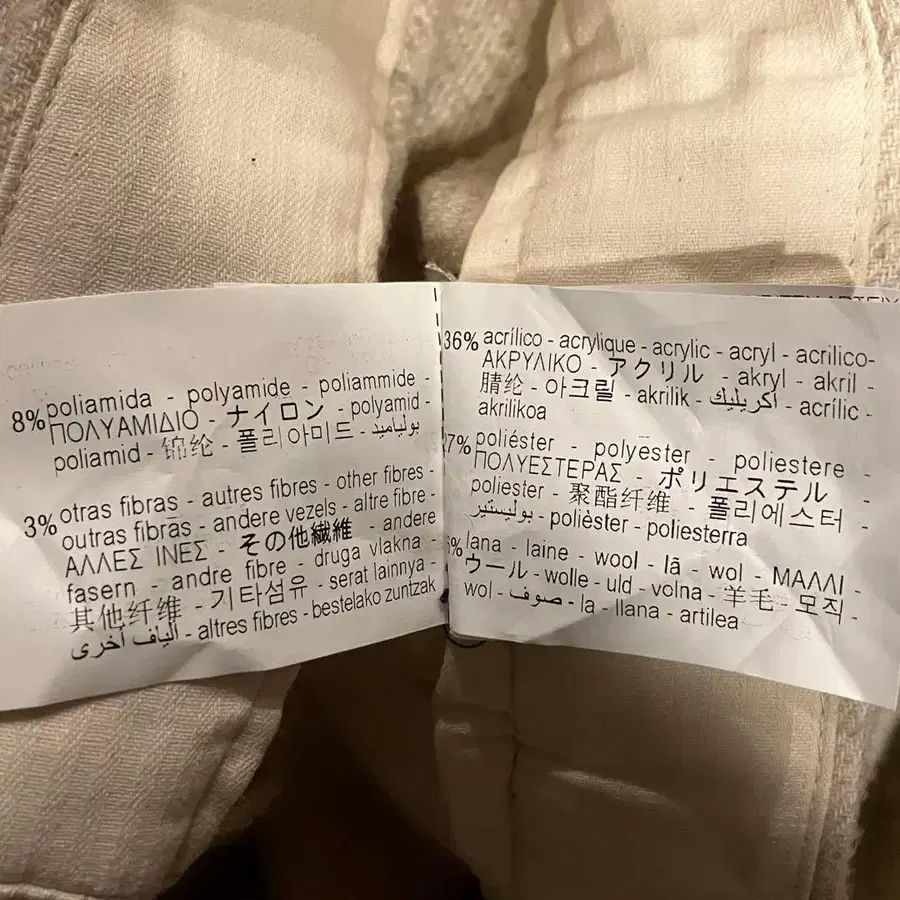 8% poliamida - polyamide - poliammide -
ΠΟΛΥΑΜΙΔΙΟ - ナイロン - polyamid -
poliamid - 锦纶 - 폴리아미드 - بولياميد
3% otras fibras - autres fibres - other fibres -
outras fibras - andere vezels - altre fibre -
ΑΛΛΕΣ ΙΝΕΣ - その他繊維 - andere
fasern - andre fibre - druga vlakna -
其他纤维 - 기타섬유 - serat lainnya -
ألياف أخرى - altres fibres - bestelako zuntzak
36% acrílico - acrylique - acrylic - acryl - acrilico-
ΑΚΡΥΛΙΚΟ - アクリル - akryl - akril -
腈纶 - 아크릴 - akrilik - أكريليك - acrílic -
akrilikoa
7% poliéster - polyester - poliestere -
ΠΟΛΥΕΣΤΕΡΑΣ - ポリエステル -
poliester - 聚酯纤维 - 폴리에스터 -
بوليستير - polièster - poliesterra
% lana - laine - wool - lã - wol - ΜΑΛΛΙ -
ウール - wolle - uld - volna - 羊毛 - 모직 -
wol - صوف - la - llana - artilea